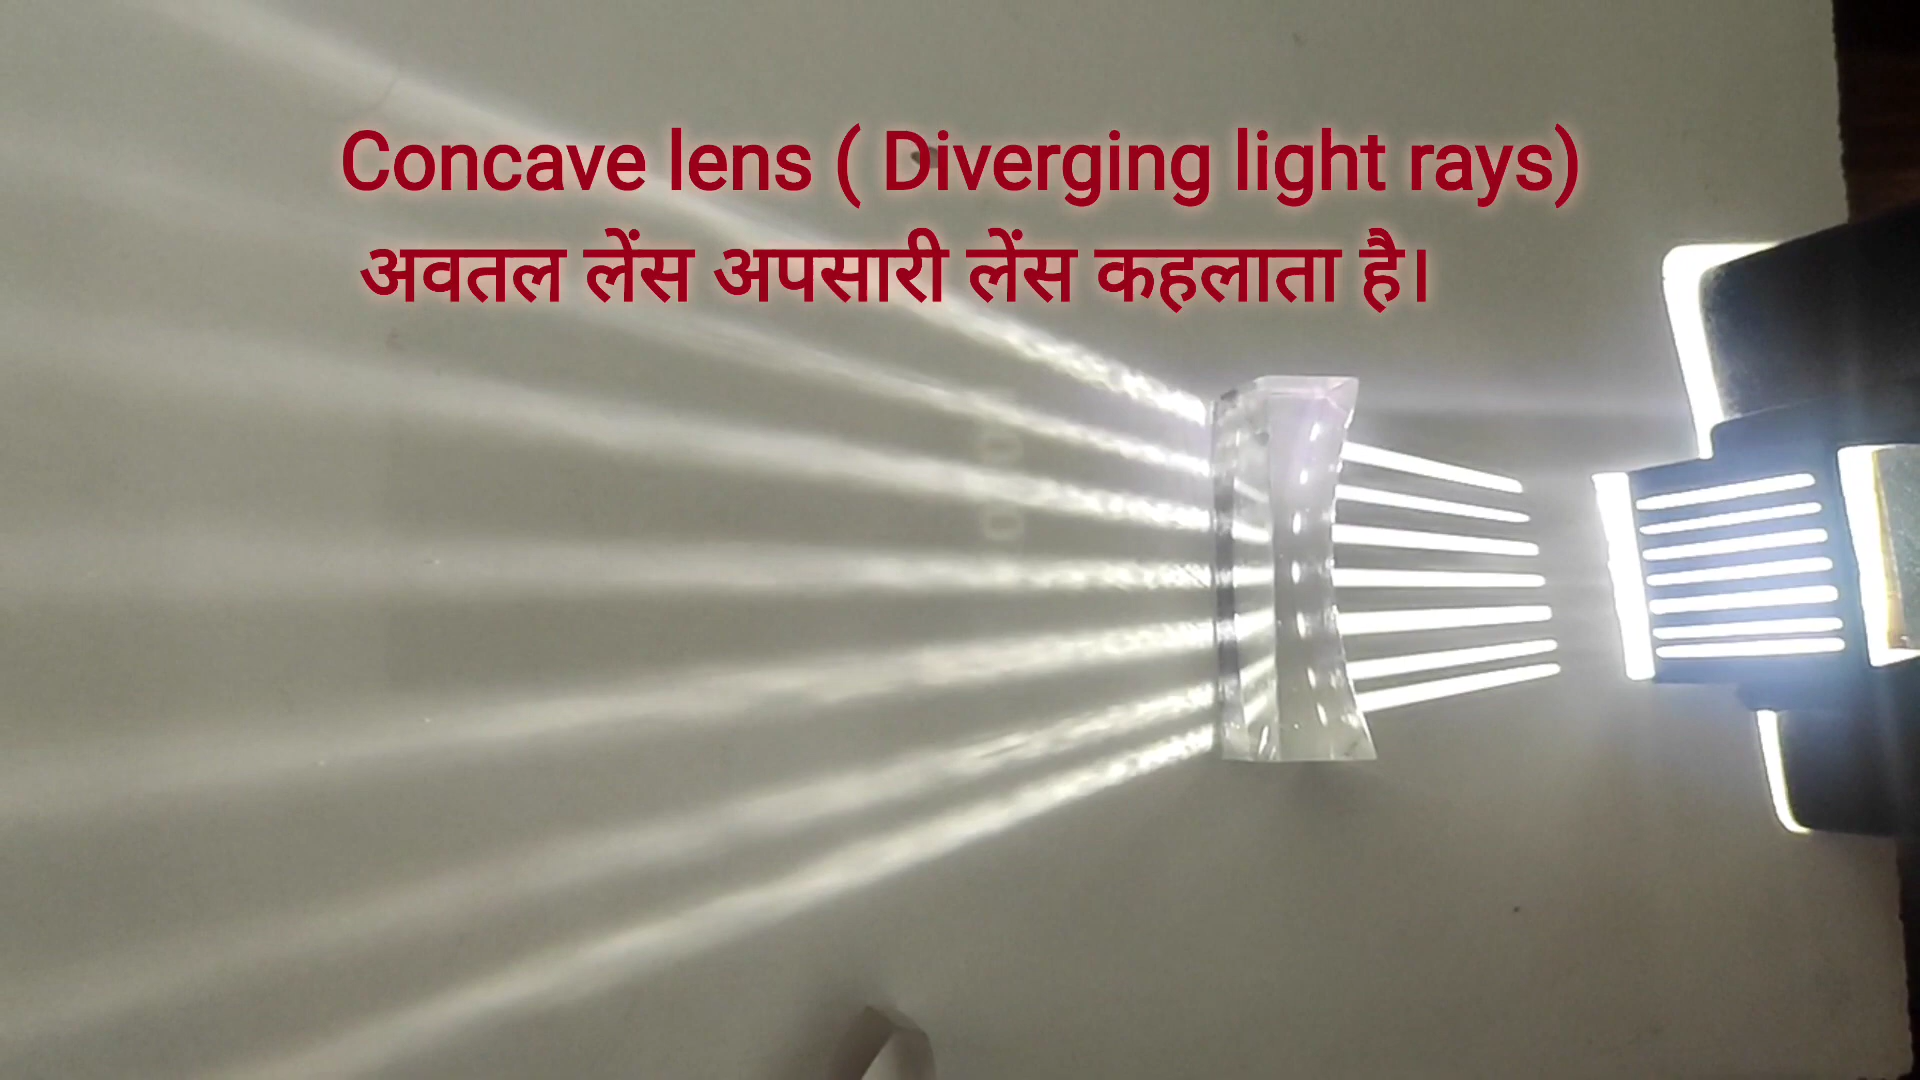 Concave lens ( Diverging light rays)
अवतल लेंस अपसारी लेंस कहलाता है।